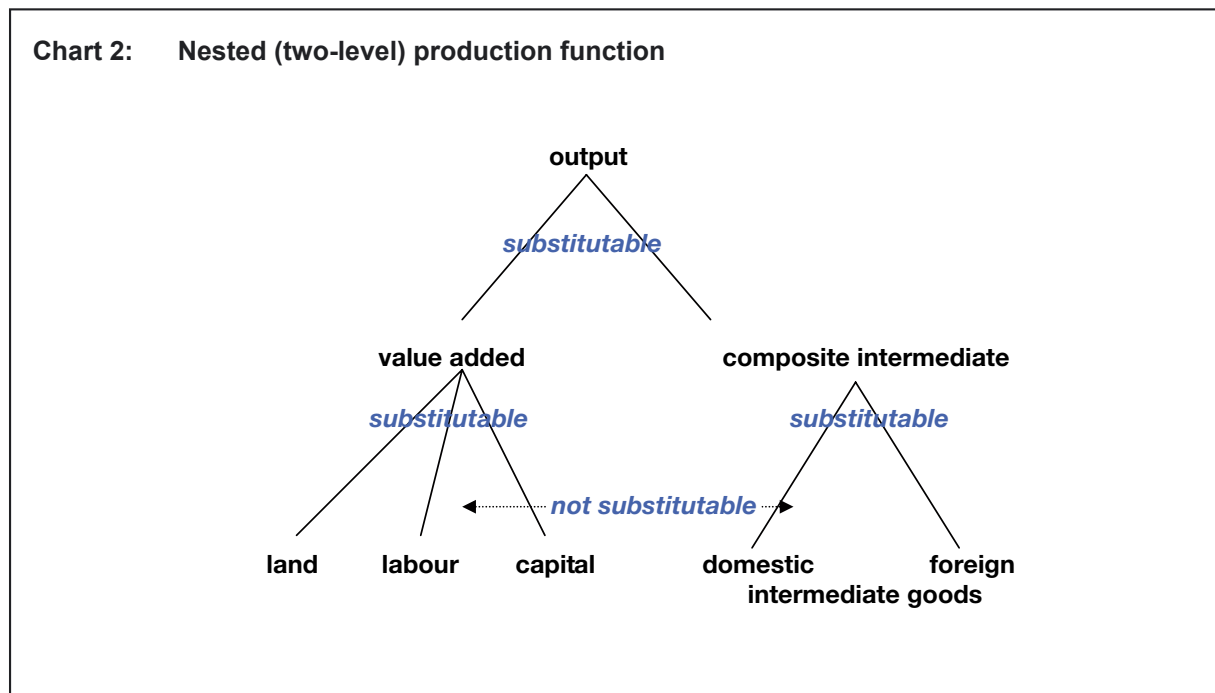 Chart 2: Nested (two-level) production function
output
substitutable
value added composite intermediate
substitutable substitutable
not substitutable
land labour capital domestic foreign
intermediate goods